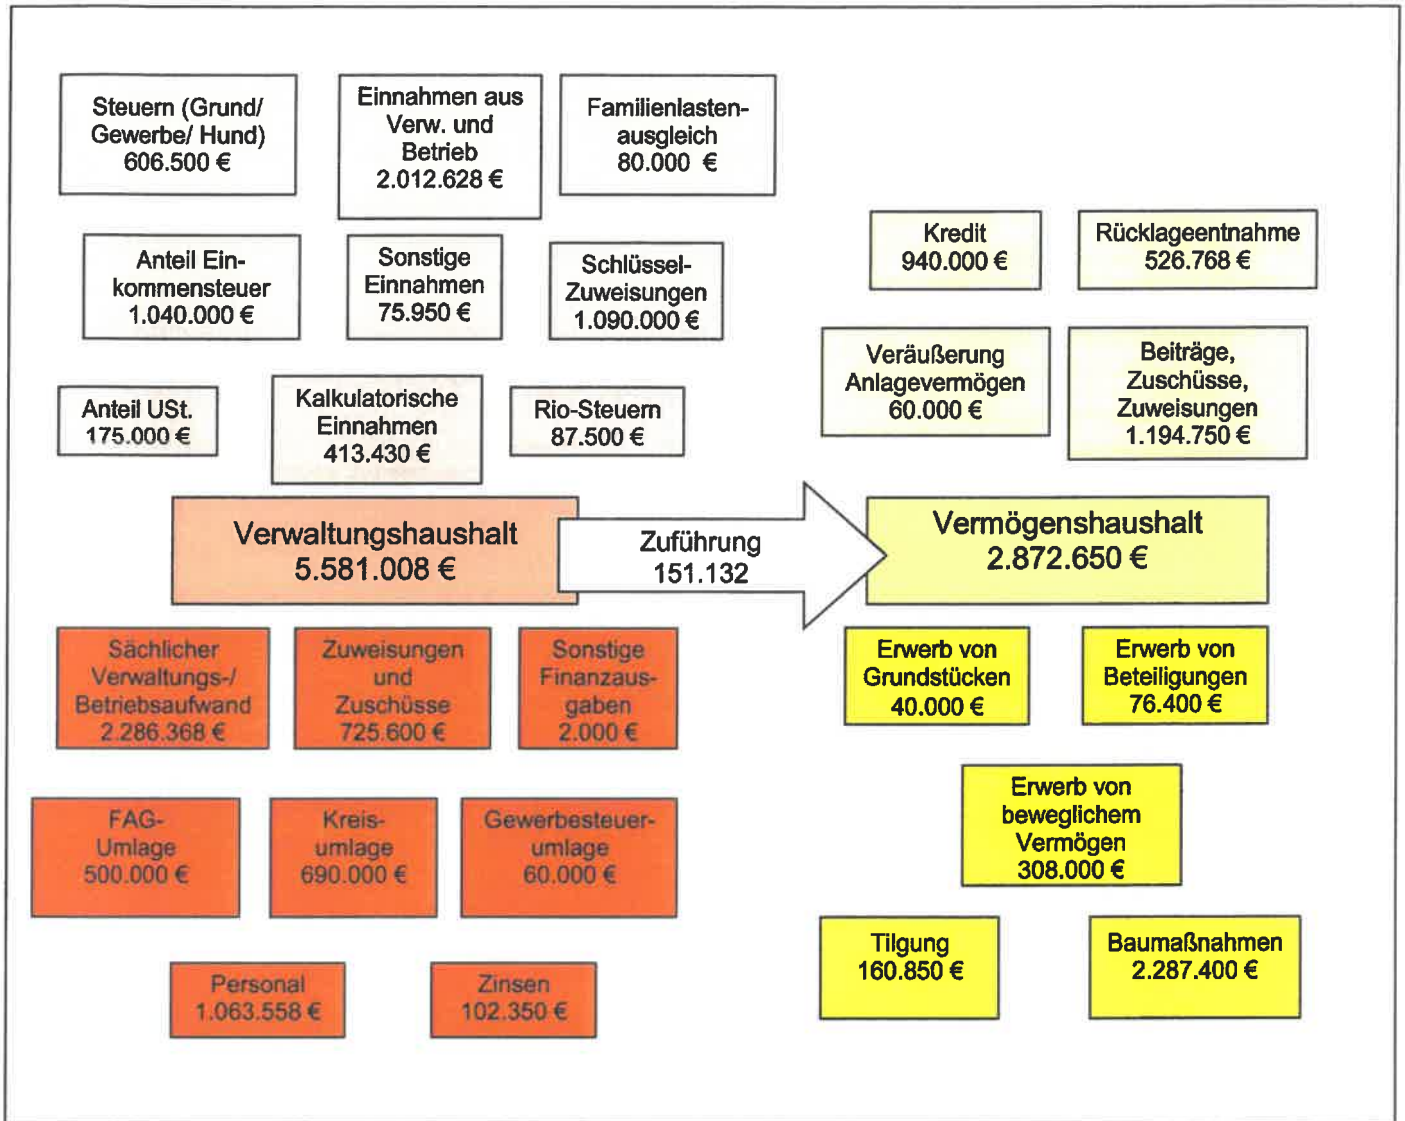 Steuern (Grund/
Gewerbe/ Hund)
606.500 €
Einnahmen aus
Verw. und
Betrieb
2.012.628 €
Familienlasten-
ausgleich
80.000 €
Anteil Ein-
kommensteuer
1.040.000 €
Sonstige
Einnahmen
75.950 €
Schlüssel-
Zuweisungen
1.090.000 €
Anteil USt.
175.000 €
Kalkulatorische
Einnahmen
413.430 €
Rio-Steuern
87.500 €
Kredit
940.000 €
Rücklageentnahme
526.768 €
Veräußerung
Anlagevermögen
60.000 €
Beiträge,
Zuschüsse,
Zuweisungen
1.194.750 €
Verwaltungshaushalt
5.581.008 €
Zuführung
151.132
Vermögenshaushalt
2.872.650 €
Sächlicher
Verwaltungs-/
Betriebsaufwand
2.286.368 €
Zuweisungen
und
Zuschüsse
725.600 €
Sonstige
Finanzaus-
gaben
2.000 €
FAG-
Umlage
500.000 €
Kreis-
umlage
690.000 €
Gewerbesteuer-
umlage
60.000 €
Personal
1.063.558 €
Zinsen
102.350 €
Erwerb von
Grundstücken
40.000 €
Erwerb von
Beteiligungen
76.400 €
Erwerb von
beweglichem
Vermögen
308.000 €
Tilgung
160.850 €
Baumaßnahmen
2.287.400 €